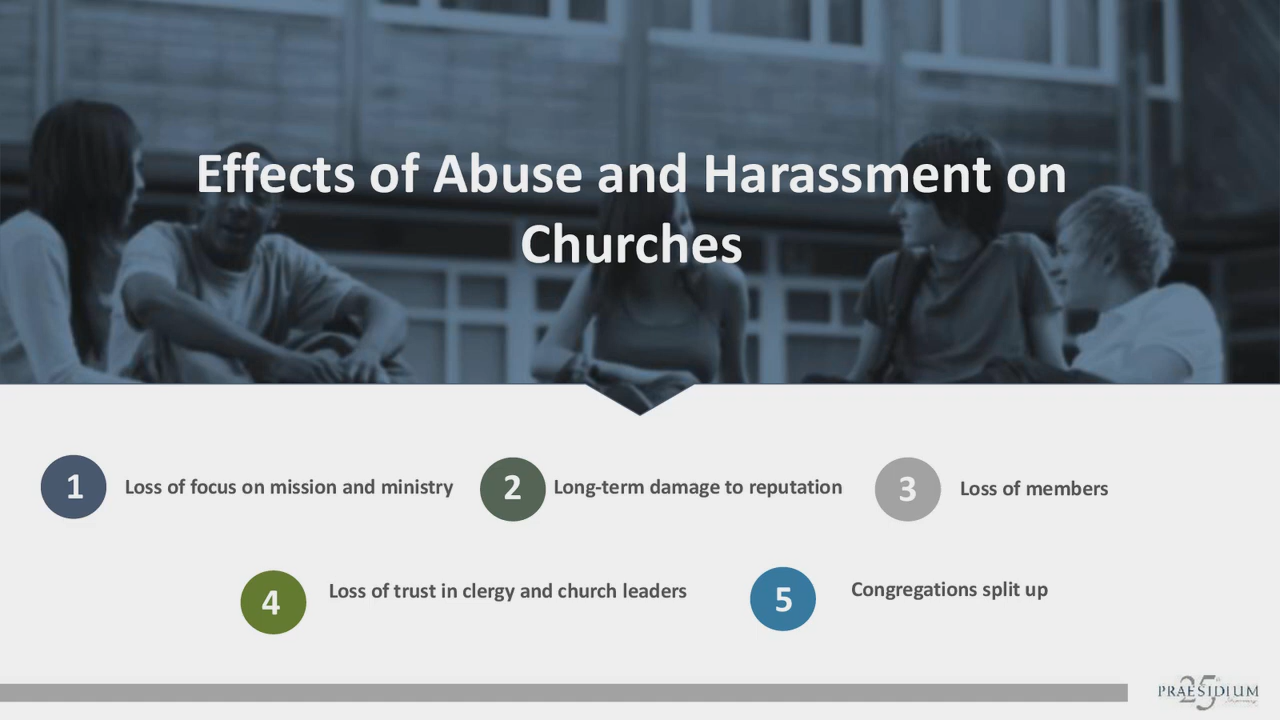 Effects of Abuse and Harassment on
Churches
1 Loss of focus on mission and ministry
2 Long-term damage to reputation
3 Loss of members
4 Loss of trust in clergy and church leaders
5 Congregations split up
PRAESIDIUM
25